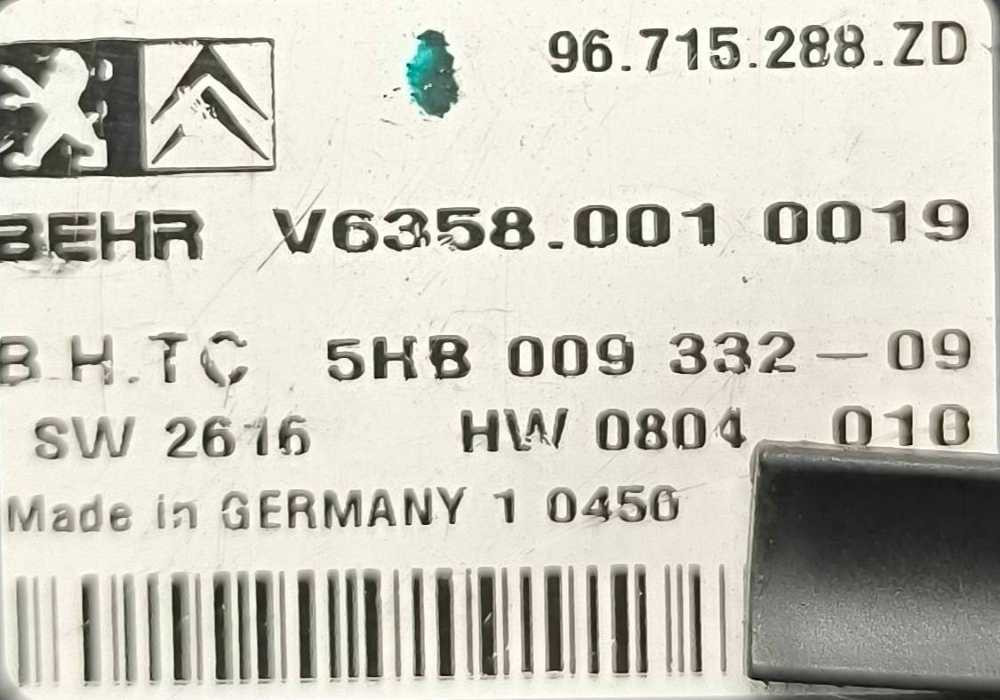 96.715.288.ZD
BEHR V6358.001 0019
B.H.TC 5HB 009 332-09
SW 2616 HW 0804 010
Made in GERMANY 1 0450